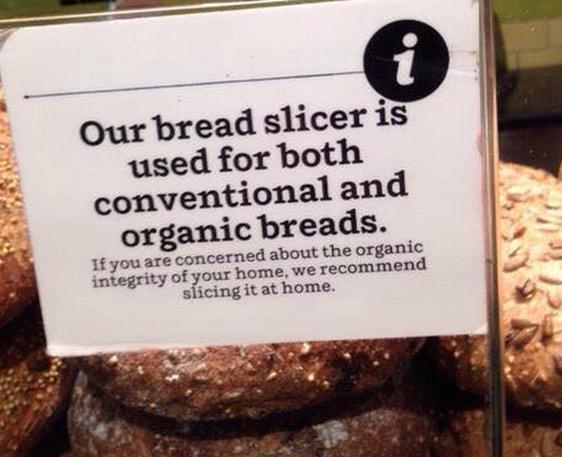 i
Our bread slicer is
used for both
conventional and
organic breads.
If you are concerned about the organic
integrity of your home, we recommend
slicing it at home.